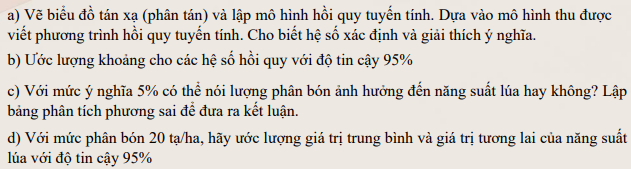 a) Vẽ biểu đồ tán xạ (phân tán) và lập mô hình hồi quy tuyến tính. Dựa vào mô hình thu được
viết phương trình hồi quy tuyến tính. Cho biết hệ số xác định và giải thích ý nghĩa.
b) Ước lượng khoảng cho các hệ số hồi quy với độ tin cậy 95%
c) Với mức ý nghĩa 5% có thể nói lượng phân bón ảnh hưởng đến năng suất lúa hay không? Lập
bảng phân tích phương sai để đưa ra kết luận.
d) Với mức phân bón 20 tạ/ha, hãy ước lượng giá trị trung bình và giá trị tương lai của năng suất
lúa với độ tin cậy 95%